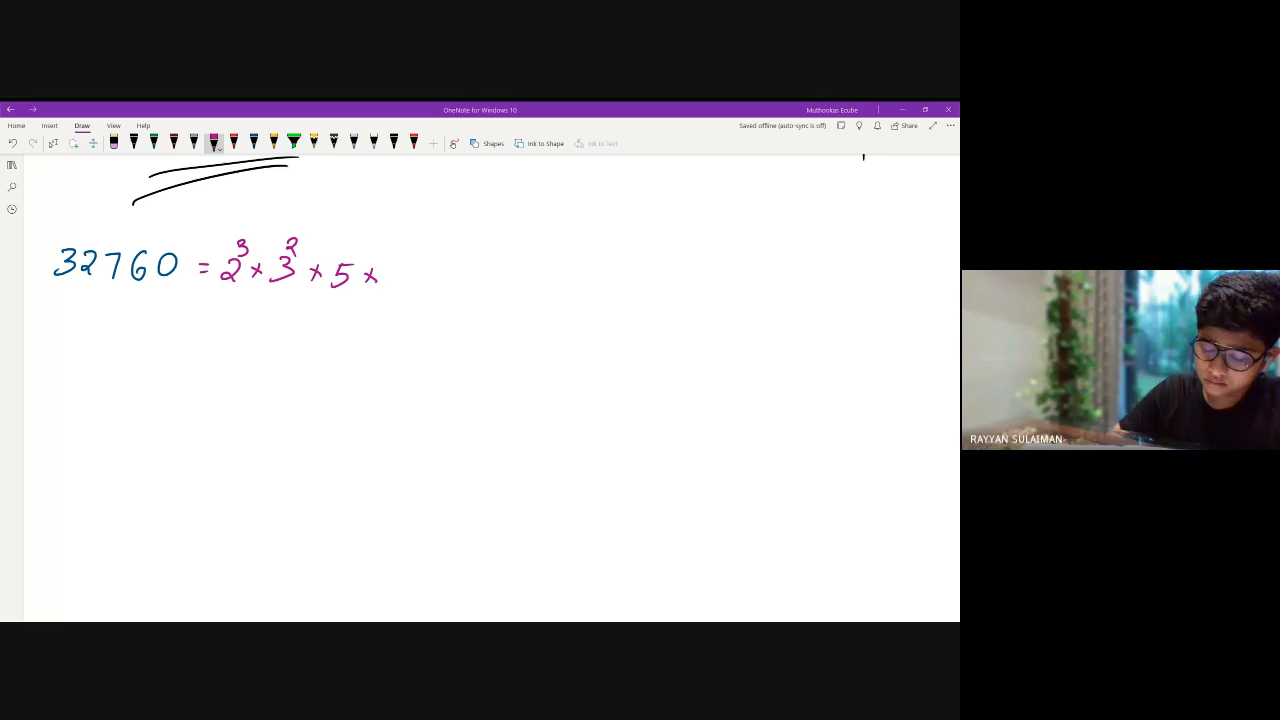 OneNote for Windows 10
Muthookas Ecube
Home Insert Draw View Help
Saved offline (auto-sync is off)
Share
Shapes
Ink to Shape
Ink to Text
32760 = 2³ × 3² × 5 ×
RAYYAN SULAIMAN